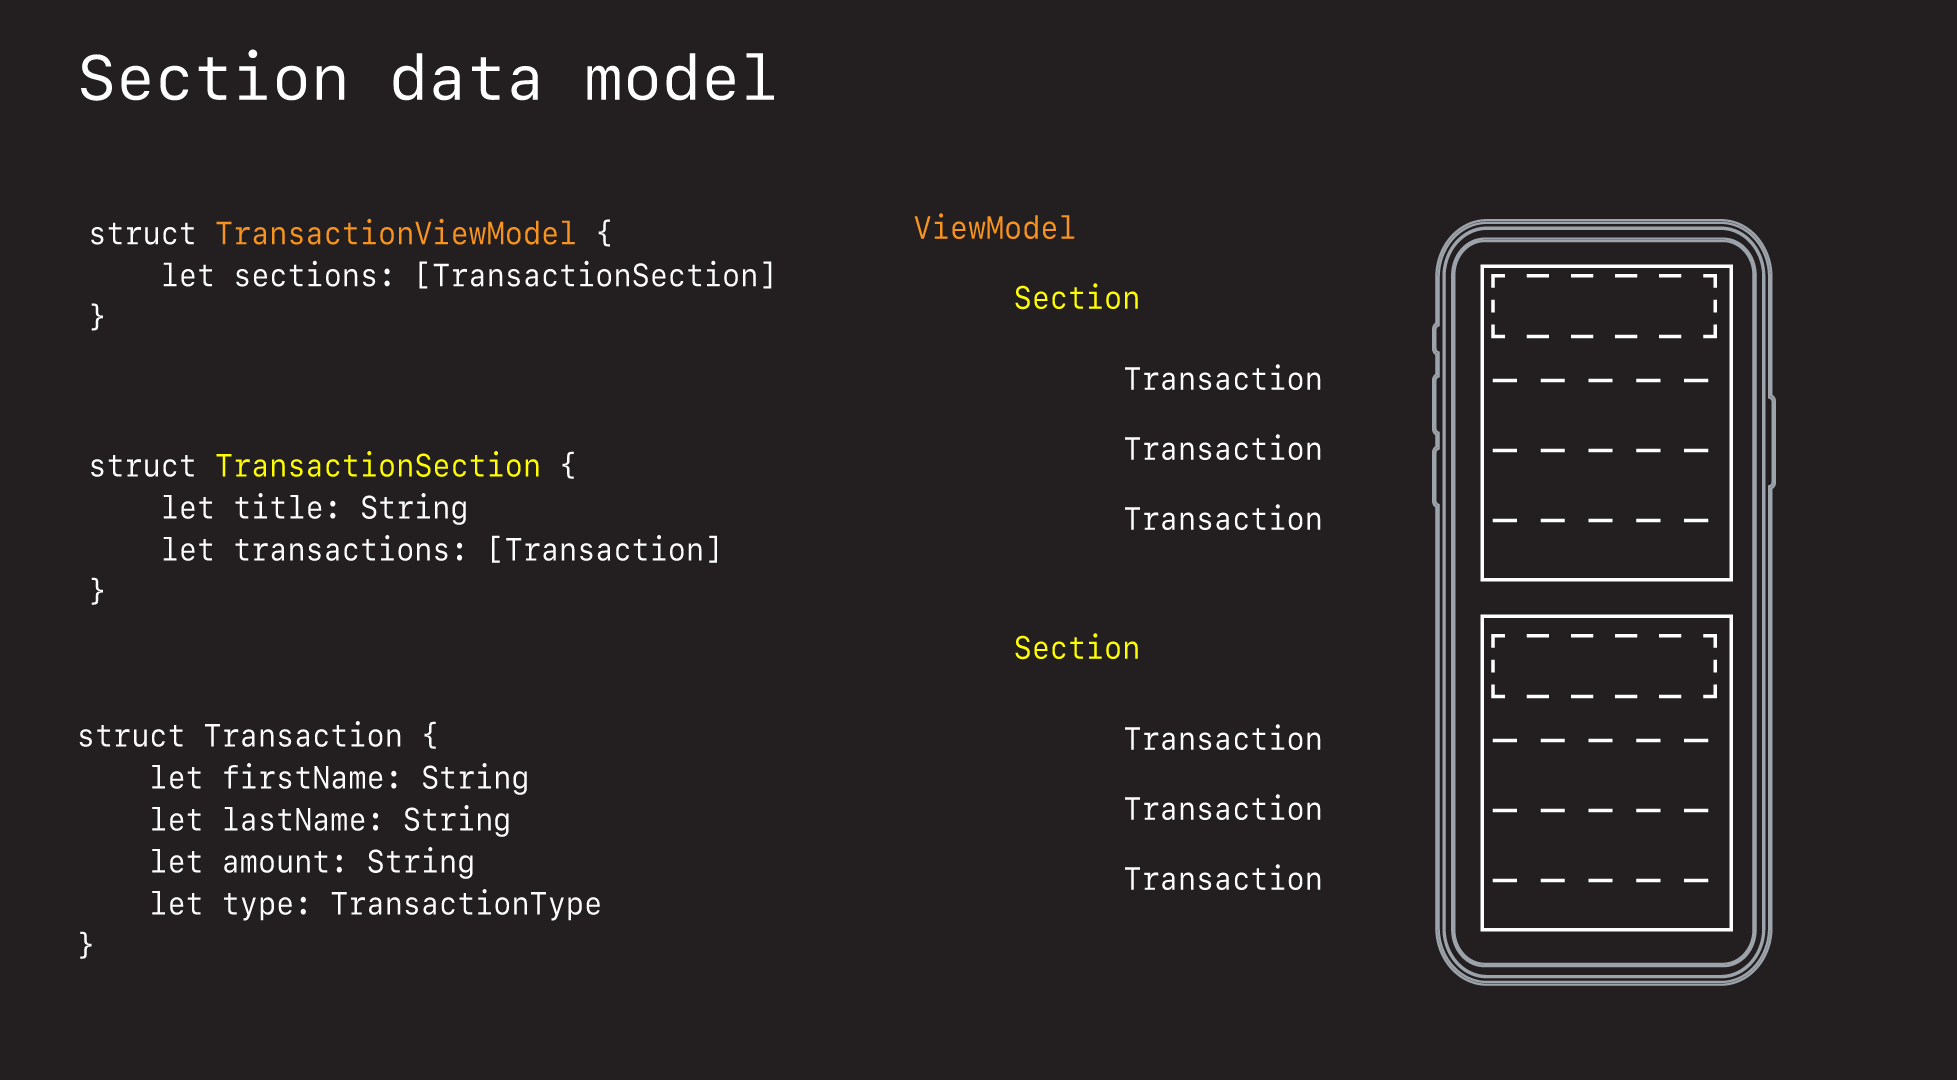 Section data model
struct TransactionViewModel {
    let sections: [TransactionSection]
}
struct TransactionSection {
    let title: String
    let transactions: [Transaction]
}
struct Transaction {
    let firstName: String
    let lastName: String
    let amount: String
    let type: TransactionType
}
ViewModel
Section
Transaction
Transaction
Transaction
Section
Transaction
Transaction
Transaction